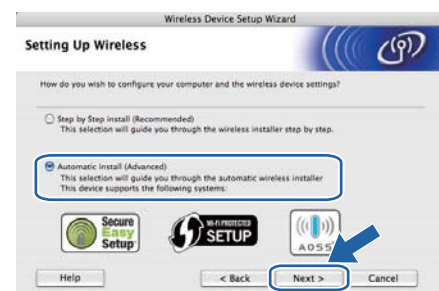 Wireless Device Setup Wizard
Setting Up Wireless
How do you wish to configure your computer and the wireless device settings?
Step by Step install (Recommended)
This selection will guide you through the wireless installer step by step.
Automatic install (Advanced)
This selection will guide you through the automatic wireless installer
This device supports the following systems:
Secure
Easy
Setup
WI-FI PROTECTED
SETUP
AOSS
Help
< Back
Next >
Cancel